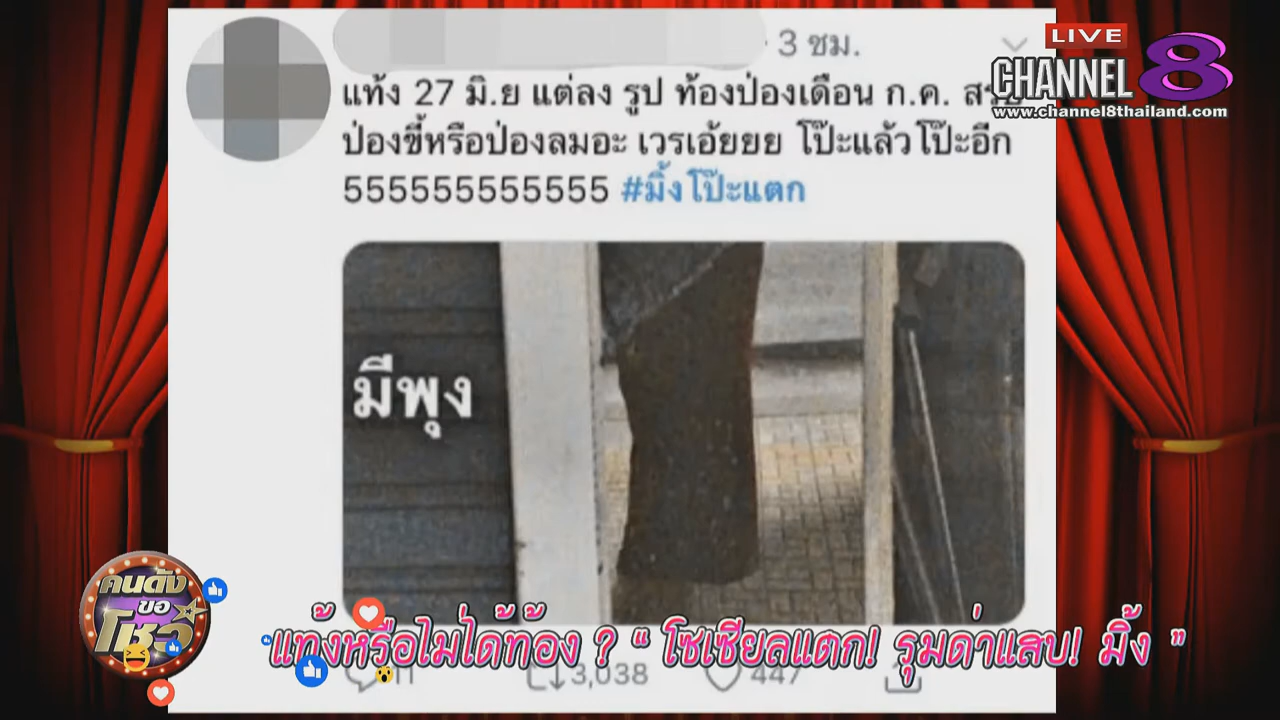 3 ชม.
LIVE
CHANNEL 8
www.channel8thailand.com
แท้ง 27 มิ.ย แต่ลง รูป ท้องป่องเดือน ก.ค.
ป่องขี้หรือป่องลมอะ เวรเอ้ยยย โป๊ะแล้วโป๊ะอีก
555555555555 #มิ้งโป๊ะแตก
มีพุง
คนดัง
ขอ
โชว์
แท้งหรือไม่ได้ท้อง ? “ โซเซียลแตก! รุมด่าแสบ! มิ้ง ”
11 3,038 447